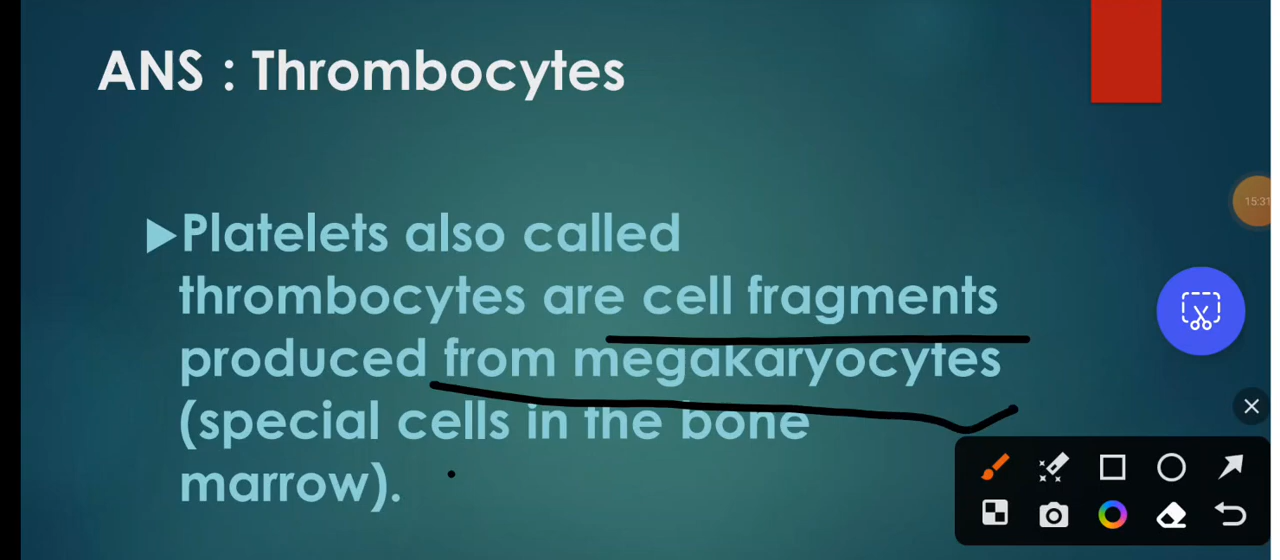 ANS : Thrombocytes
Platelets also called
thrombocytes are cell fragments
produced from megakaryocytes
(special cells in the bone
marrow).
15:31